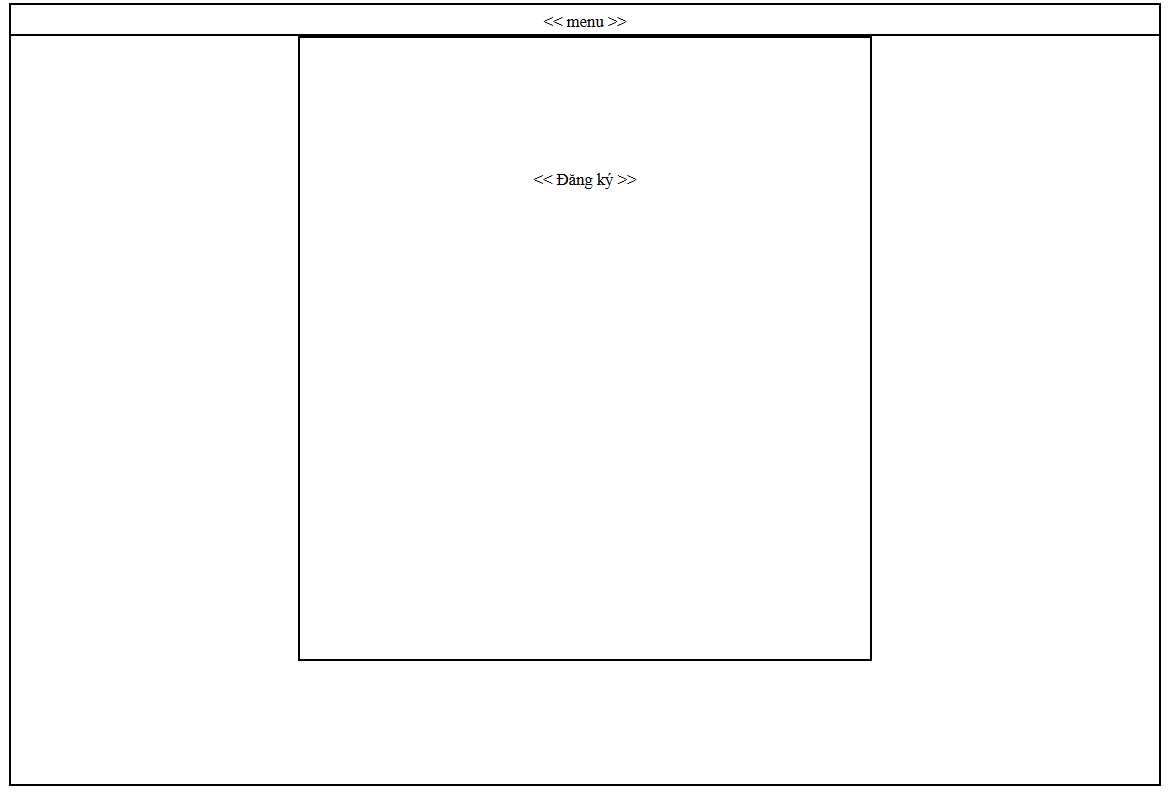 << menu >>
<< Đăng ký >>